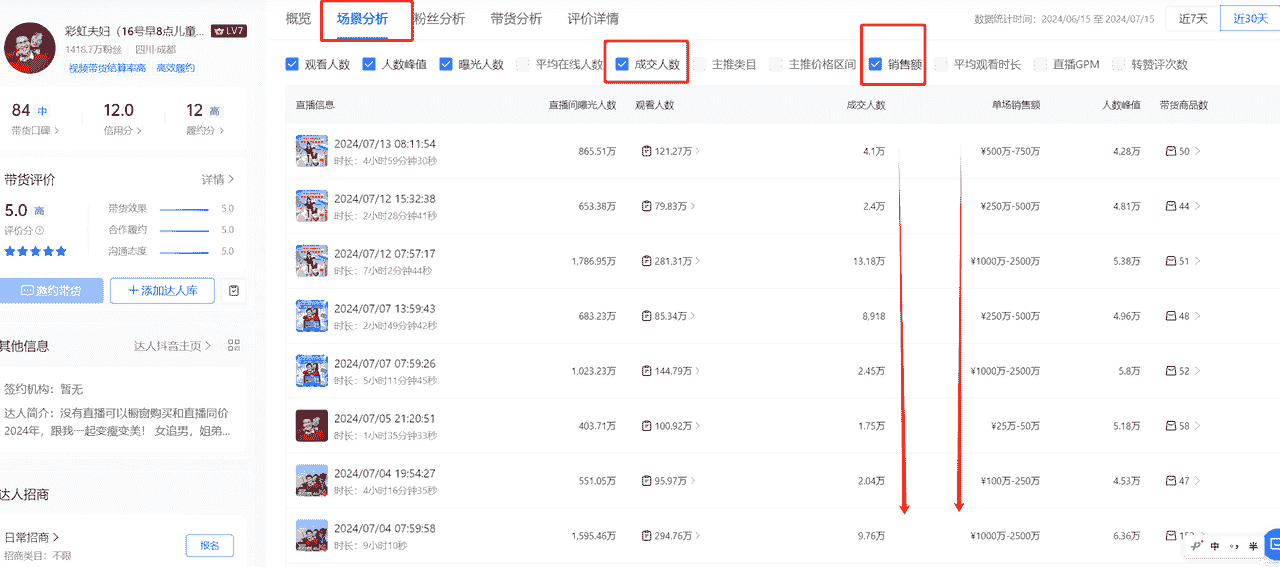 彩虹夫妇（16号早8点儿童... LV7
1418.7万粉丝 四川·成都
视频带货结算率高 高效履约
84 中 12.0 12 高
带货口碑 信用分 履约分
带货评价 详情
5.0 高
评价分
带货效果 5.0
合作履约 5.0
沟通态度 5.0
邀约带货 添加达人库
其他信息 达人抖音主页
签约机构：暂无
达人简介：没有直播可以橱窗购买和直播同价
2024年，跟我一起变瘦变美！ 女追男，姐弟...
达人招商
日常招商
招商类目：不限
报名
概览 场景分析 粉丝分析 带货分析 评价详情
数据统计时间：2024/06/15 至 2024/07/15 近7天 近30天
观看人数 人数峰值 曝光人数 平均在线人数 成交人数 主推类目 主推价格区间 销售额 平均观看时长 直播GPM 转赞评次数
直播信息 直播间曝光人数 观看人数 成交人数 单场销售额 人数峰值 带货商品数
2024/07/13 08:11:54
时长：4小时59分钟30秒
865.51万 121.27万 4.1万 ¥500万-750万 4.28万 50
2024/07/12 15:32:38
时长：2小时28分钟41秒
653.38万 79.83万 2.4万 ¥250万-500万 4.81万 44
2024/07/12 07:57:17
时长：7小时2分钟44秒
1,786.95万 281.31万 13.18万 ¥1000万-2500万 5.38万 51
2024/07/07 13:59:43
时长：2小时49分钟42秒
683.23万 85.34万 8,918 ¥250万-500万 4.96万 48
2024/07/07 07:59:26
时长：5小时11分钟45秒
1,023.23万 144.79万 2.45万 ¥1000万-2500万 5.8万 52
2024/07/05 21:20:51
时长：1小时35分钟33秒
403.71万 100.92万 1.75万 ¥25万-50万 5.18万 58
2024/07/04 19:54:27
时长：4小时16分钟35秒
551.05万 95.97万 2.04万 ¥100万-250万 4.53万 47
2024/07/04 07:59:58
时长：9小时10秒
1,595.46万 294.76万 9.76万 ¥1000万-2500万 6.36万
中 半